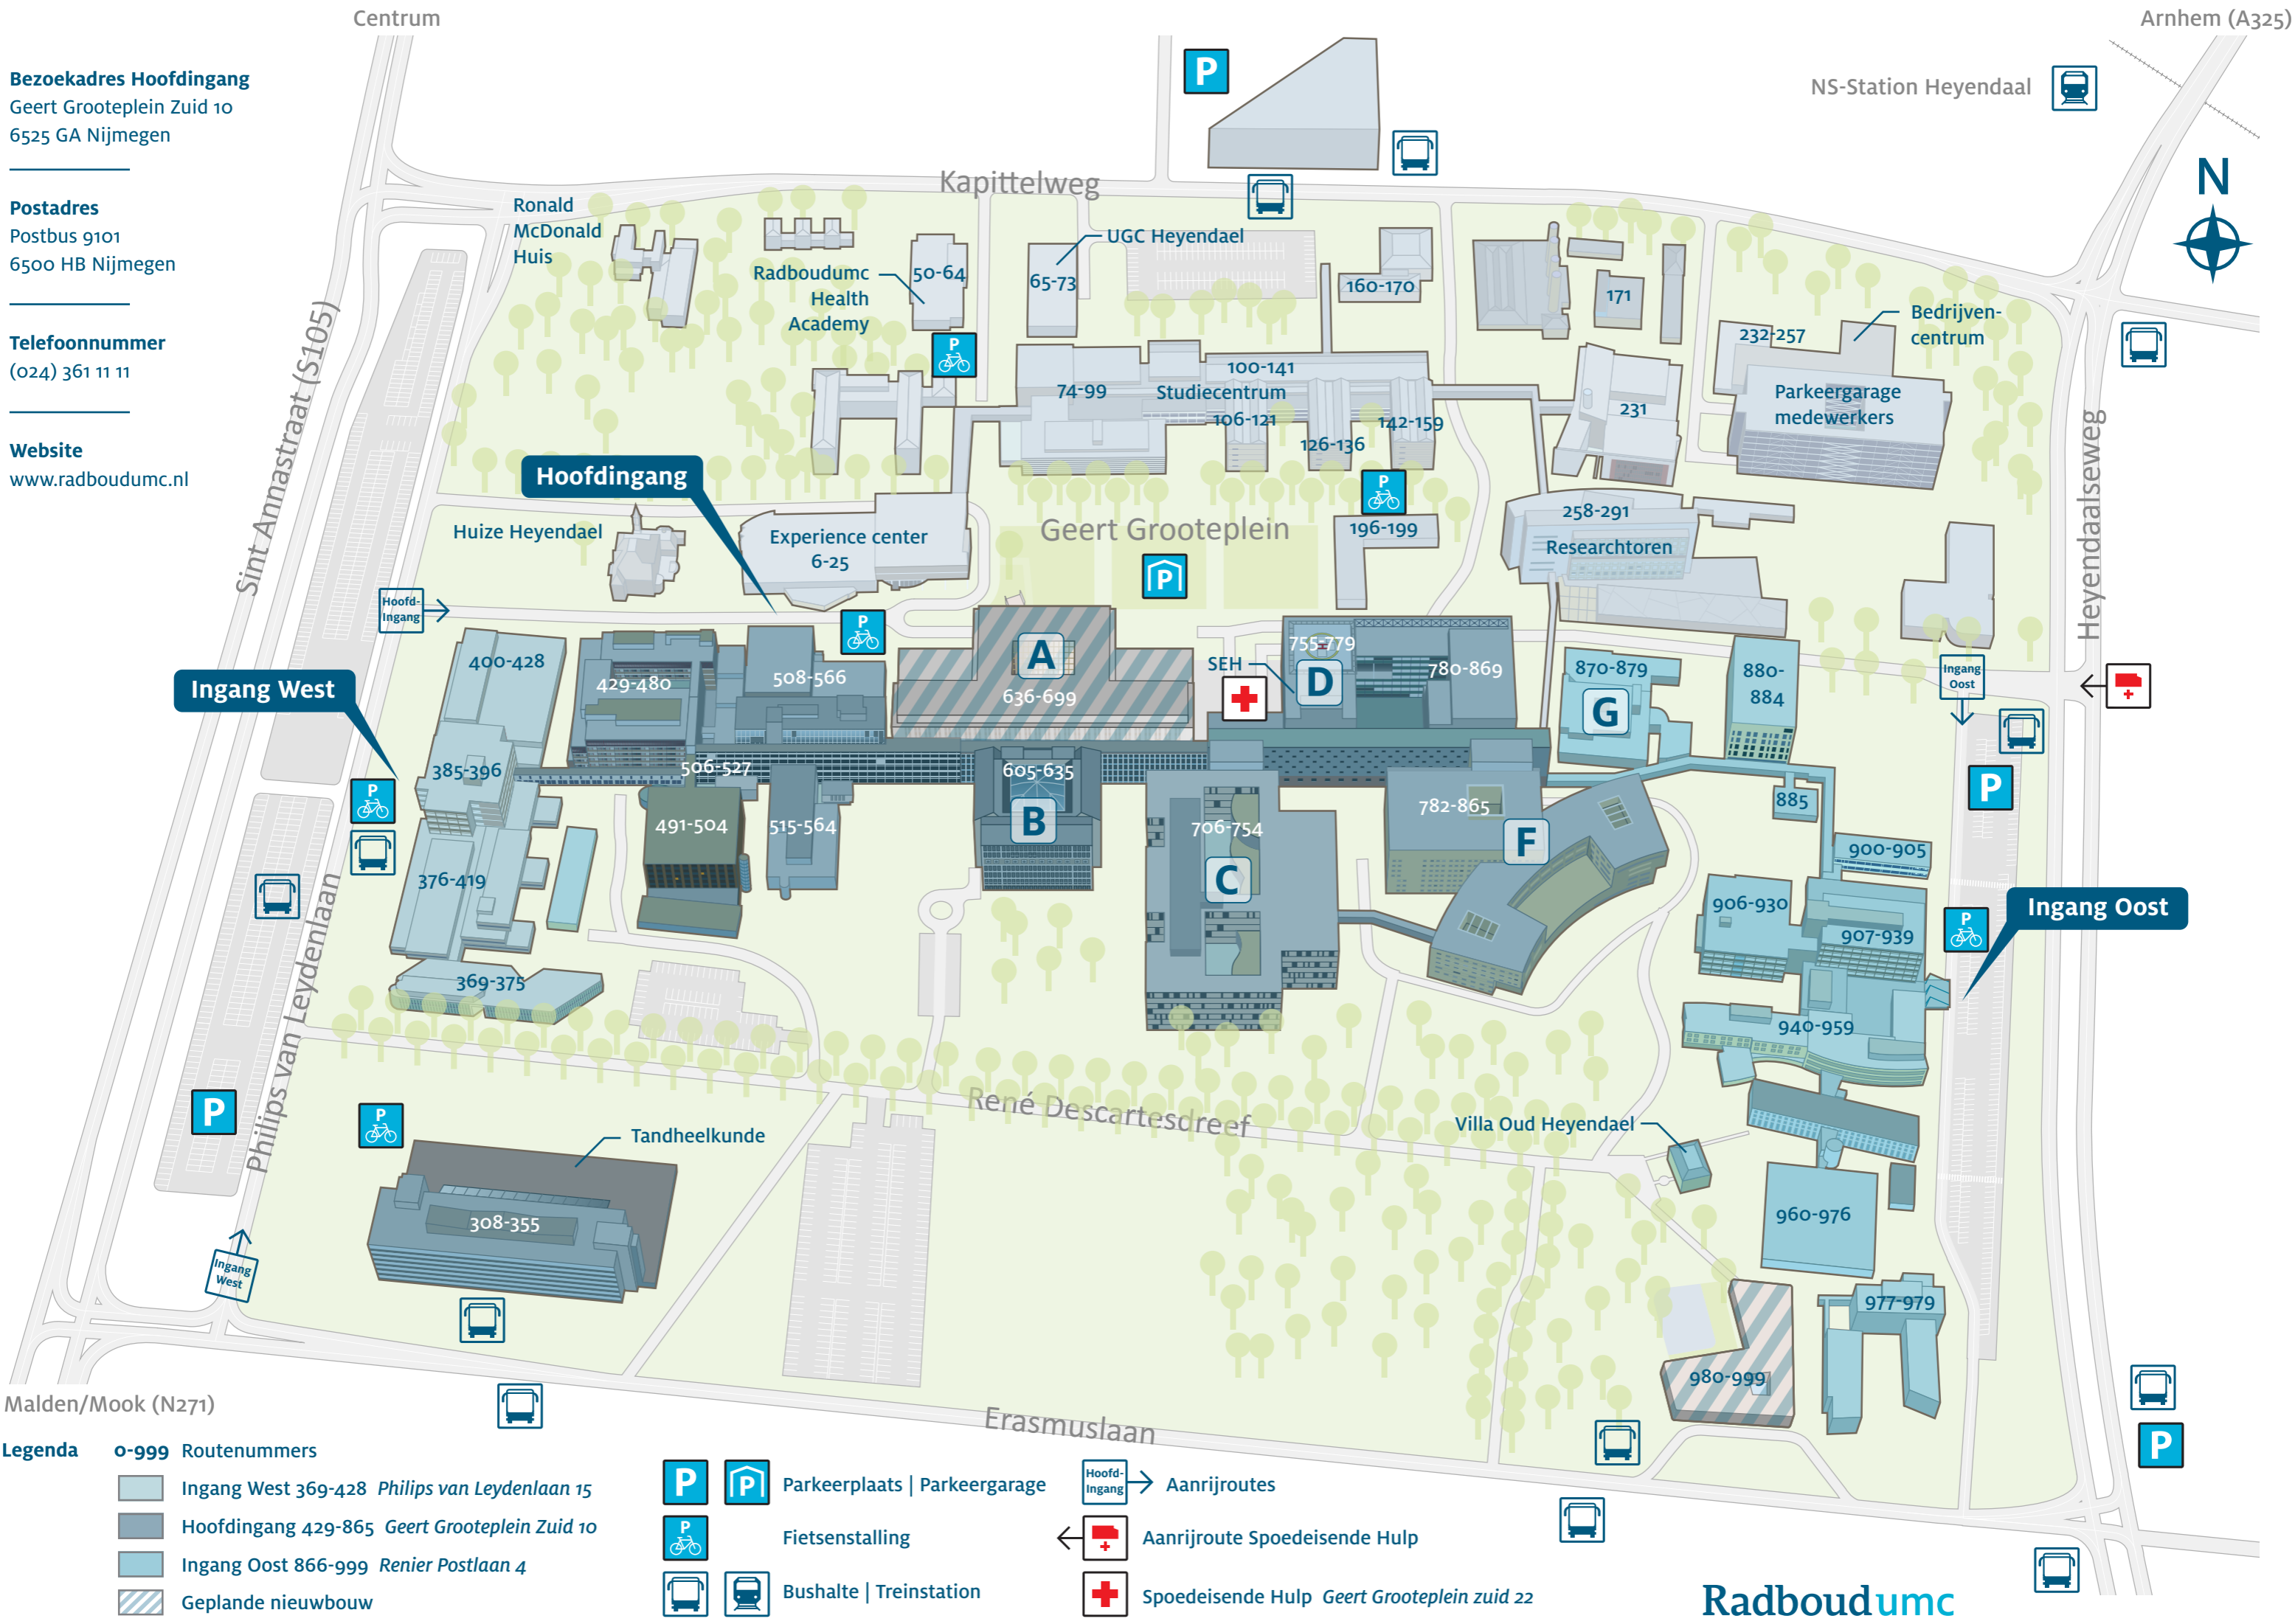 Centrum
Arnhem (A325)
Bezoekadres Hoofdingang
Geert Grooteplein Zuid 10
6525 GA Nijmegen
Postadres
Postbus 9101
6500 HB Nijmegen
Telefoonnummer
(024) 361 11 11
Website
www.radboudumc.nl
NS-Station Heyendaal
N
P
Kapittelweg
Ronald
McDonald
Huis
Radboudumc
Health
Academy
50-64
UGC Heyendael
65-73
160-170
171
232-257
Bedrijven-
centrum
Parkeergarage
medewerkers
P
74-99
100-141
Studiecentrum
106-121
126-136
142-159
231
Sint Annastraat (S105)
Heyendaalseweg
Hoofdingang
Huize Heyendael
Experience center
6-25
Geert Grooteplein
P
P
196-199
258-291
Researchtoren
Hoofd-
Ingang
P
Ingang West
400-428
429-480
508-566
A
636-699
SEH
755-779
D
780-869
870-879
G
880-
884
Ingang
Oost
385-396
506-527
605-635
B
P
491-504
515-564
706-754
C
782-865
F
885
P
900-905
376-419
906-930
907-939
P
Ingang Oost
369-375
940-959
Philips van Leydenlaan
P
P
René Descartesdreef
Tandheelkunde
Villa Oud Heyendael
308-355
960-976
Ingang
West
977-979
980-999
P
Malden/Mook (N271)
Erasmuslaan
Legenda
0-999 Routenummers
Ingang West 369-428 Philips van Leydenlaan 15
Hoofdingang 429-865 Geert Grooteplein Zuid 10
Ingang Oost 866-999 Renier Postlaan 4
Geplande nieuwbouw
P P Parkeerplaats | Parkeergarage
P Fietsenstalling
Bushalte | Treinstation
Hoofd-
Ingang
Aanrijroutes
Aanrijroute Spoedeisende Hulp
Spoedeisende Hulp Geert Grooteplein zuid 22
Radboudumc